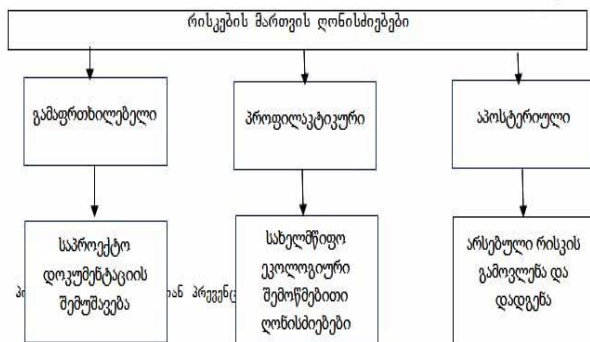 რისკების მართვის ღონისძიებები
გამაფრთხილებელი
პროფილაქტიკური
აპოსტერიული
საპროექტო
დოკუმენტაციის
შემუშავება
სახელმწიფო
ეკოლოგიური
შემოწმებითი
ღონისძიებები
არსებული რისკის
გამოვლენა და
დადგენა